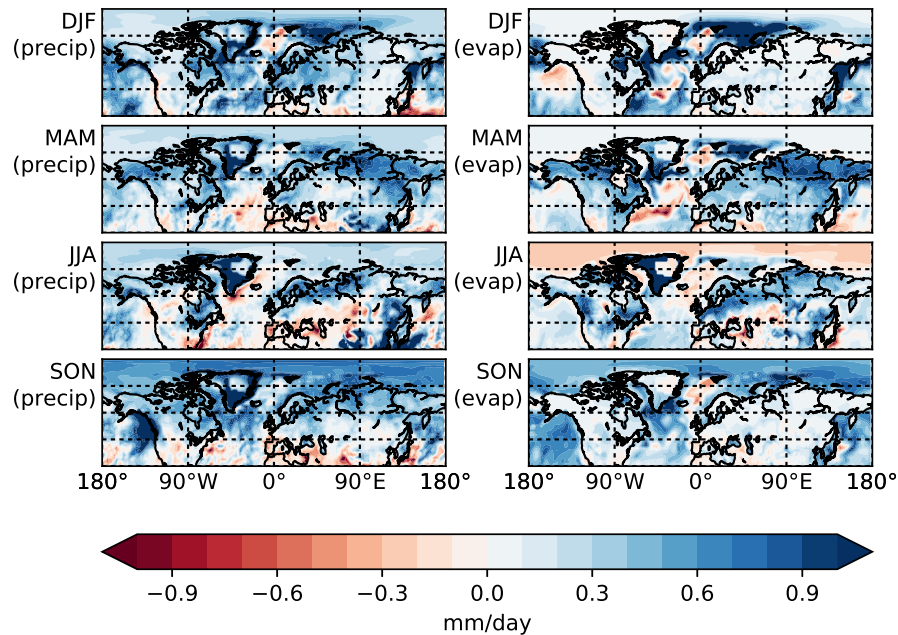 DJF
(precip)
DJF
(evap)
MAM
(precip)
MAM
(evap)
JJA
(precip)
JJA
(evap)
SON
(precip)
SON
(evap)
180° 90°W 0° 90°E 180°
180° 90°W 0° 90°E 180°
−0.9 −0.6 −0.3 0.0 0.3 0.6 0.9
mm/day